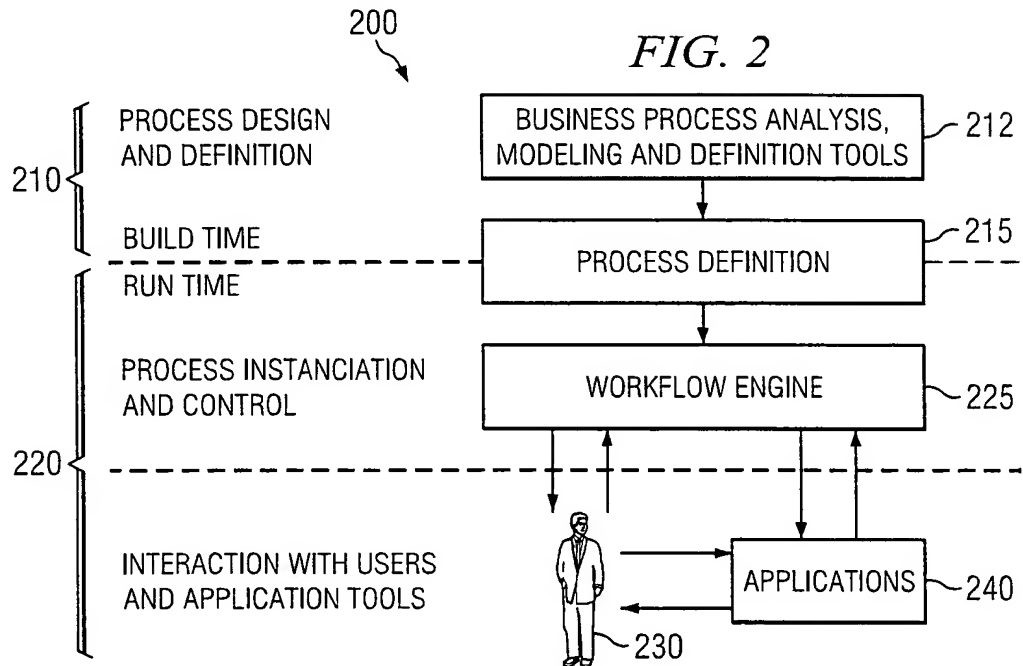 200
FIG. 2
PROCESS DESIGN
AND DEFINITION
BUSINESS PROCESS ANALYSIS,
MODELING AND DEFINITION TOOLS
212
210
BUILD TIME
PROCESS DEFINITION
215
RUN TIME
PROCESS INSTANCIATION
AND CONTROL
WORKFLOW ENGINE
225
220
INTERACTION WITH USERS
AND APPLICATION TOOLS
230
APPLICATIONS
240